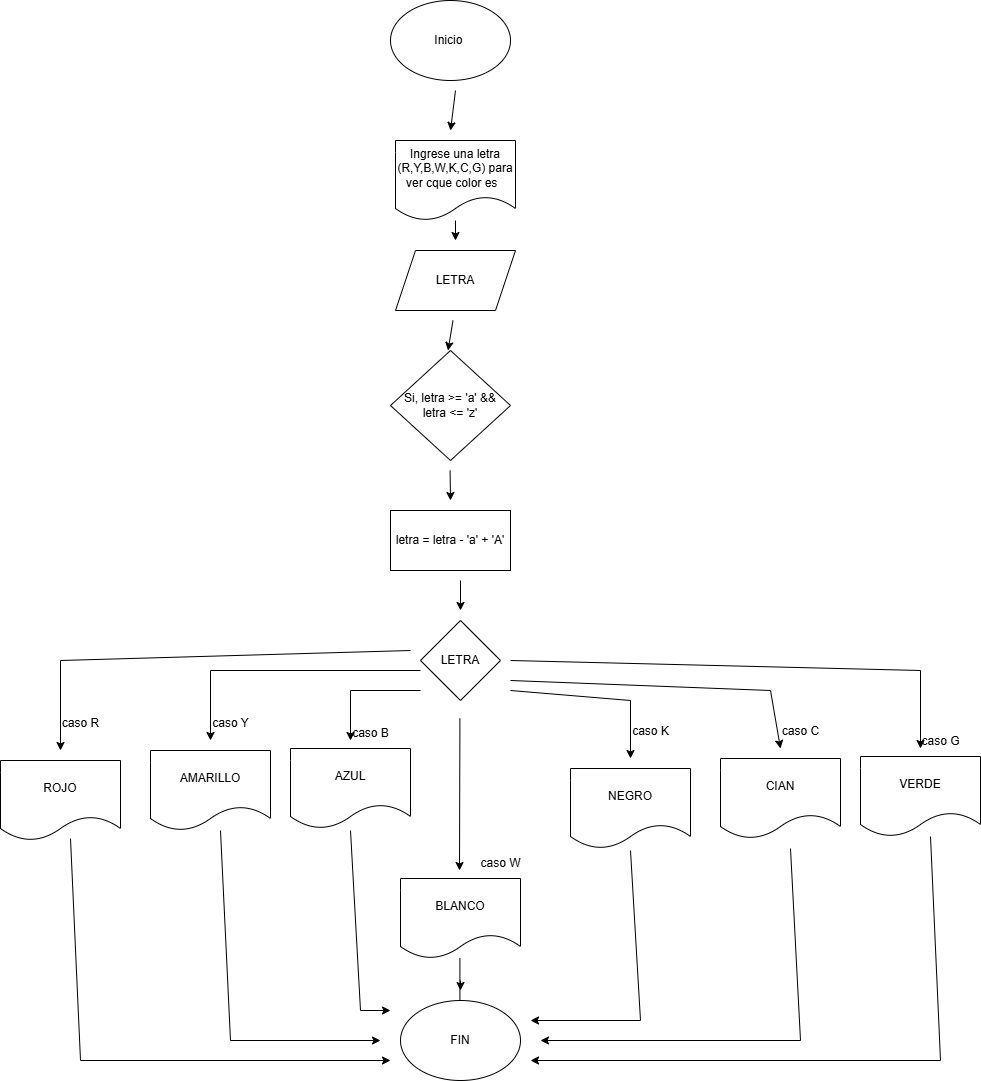 Inicio
Ingrese una letra
(R,Y,B,W,K,C,G) para
ver cque color es
LETRA
Si, letra >= 'a' &&
letra <= 'z'
letra = letra - 'a' + 'A'
LETRA
caso R
caso Y
caso B
caso K
caso C
caso G
ROJO
AMARILLO
AZUL
NEGRO
CIAN
VERDE
caso W
BLANCO
FIN